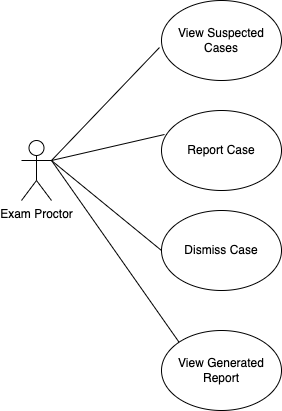 View Suspected
Cases
Report Case
Exam Proctor
Dismiss Case
View Generated
Report